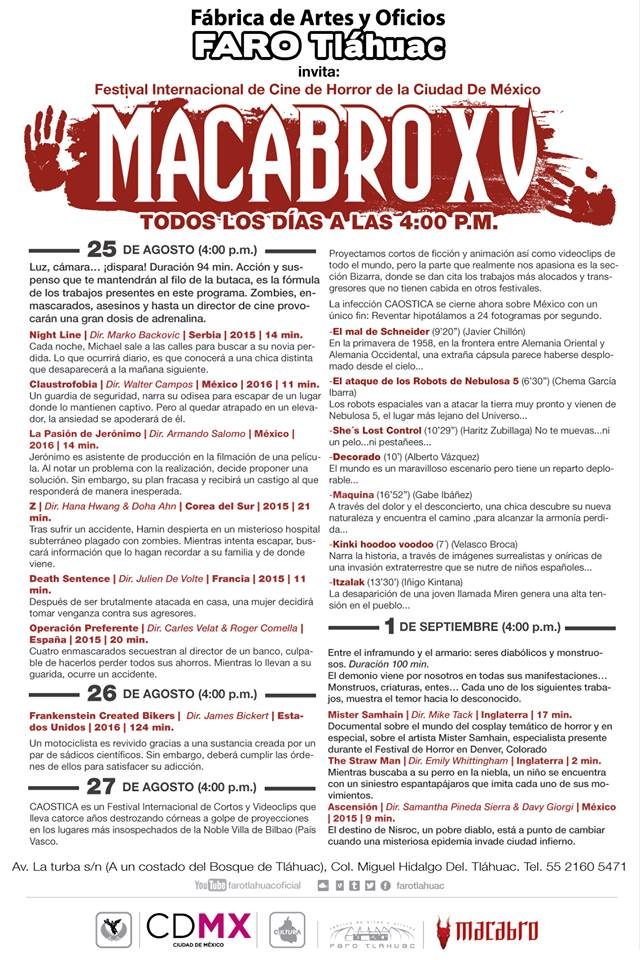 Fábrica de Artes y Oficios
FARO Tláhuac
invita:
Festival Internacional de Cine de Horror de la Ciudad De México
MACABRO XV
TODOS LOS DÍAS A LAS 4:00 P.M.
25 DE AGOSTO (4:00 p.m.)
Luz, cámara… ¡dispara! Duración 94 min. Acción y sus-
penso que te mantendrán al filo de la butaca, es la fórmula
de los trabajos presentes en este programa. Zombies, en-
mascarados, asesinos y hasta un director de cine provo-
carán una gran dosis de adrenalina.
Night Line | Dir. Marko Backovic | Serbia | 2015 | 14 min.
Cada noche, Michael sale a las calles para buscar a su novia per-
dida. Lo que ocurrirá diario, es que conocerá a una chica distinta
que desaparecerá a la mañana siguiente.
Claustrofobia | Dir. Walter Campos | México | 2016 | 11 min.
Un guardia de seguridad, narra su odisea para escapar de un lugar
donde lo mantienen captivo. Pero al quedar atrapado en un eleva-
dor, la ansiedad se apoderará de él.
La Pasión de Jerónimo | Dir. Armando Salomo | México |
2016 | 14 min.
Jerónimo es asistente de producción en la filmación de una pelícu-
la. Al notar un problema con la realización, decide proponer una
solución. Sin embargo, su plan fracasa y recibirá un castigo al que
responderá de manera inesperada.
Z | Dir. Hana Hwang & Doha Ahn | Corea del Sur | 2015 | 21
min.
Tras sufrir un accidente, Hamin despierta en un misterioso hospital
subterráneo plagado con zombies. Mientras intenta escapar, bus-
cará información que lo hagan recordar a su familia y de donde
viene.
Death Sentence | Dir. Julien De Volte | Francia | 2015 | 11
min.
Después de ser brutalmente atacada en casa, una mujer decidirá
tomar venganza contra sus agresores.
Operación Preferente | Dir. Carles Velat & Roger Comella |
España | 2015 | 20 min.
Cuatro enmascarados secuestran al director de un banco, culpa-
ble de hacerlos perder todos sus ahorros. Mientras lo llevan a su
guarida, ocurre un accidente.
26 DE AGOSTO (4:00 p.m.)
Frankenstein Created Bikers | Dir. James Bickert | Esta-
dos Unidos | 2016 | 124 min.
Un motociclista es revivido gracias a una sustancia creada por un
par de sádicos científicos. Sin embargo, deberá cumplir las órde-
nes de ellos para satisfacer su adicción.
27 DE AGOSTO (4:00 p.m.)
CAOSTICA es un Festival Internacional de Cortos y Videoclips que
lleva catorce años destrozando córneas a golpe de proyecciones
en los lugares más insospechados de la Noble Villa de Bilbao (País
Vasco.
Proyectamos cortos de ficción y animación así como videoclips de
todo el mundo, pero la parte que realmente nos apasiona es la sec-
ción Bizarra, donde se dan cita los trabajos más alocados y trans-
gresores que no tienen cabida en otros festivales.
La infección CAOSTICA se cierne ahora sobre México con un
único fin: Reventar hipotálamos a 24 fotogramas por segundo.
-El mal de Schneider (9'20") (Javier Chillón)
En la primavera de 1958, en la frontera entre Alemania Oriental y
Alemania Occidental, una extraña cápsula parece haberse desplo-
mado desde el cielo...
-El ataque de los Robots de Nebulosa 5 (6'30") (Chema García
Ibarra)
Los robots espaciales van a atacar la tierra muy pronto y vienen de
Nebulosa 5, el lugar más lejano del Universo...
-She´s Lost Control (10'29") (Haritz Zubillaga) No te muevas...ni
un pelo...ni pestañees...
-Decorado (10') (Alberto Vázquez)
El mundo es un maravilloso escenario pero tiene un reparto deplo-
rable...
-Maquina (16'52") (Gabe Ibáñez)
A través del dolor y el desconcierto, una chica descubre su nueva
naturaleza y encuentra el camino ,para alcanzar la armonía perdi-
da...
-Kinki hoodoo voodoo (7´) (Velasco Broca)
Narra la historia, a través de imágenes surrealistas y oníricas de
una invasión extraterrestre que se nutre de niños españoles...
-Itzalak (13'30') (Iñigo Kintana)
La desaparición de una joven llamada Miren genera una alta ten-
sión en el pueblo...
1 DE SEPTIEMBRE (4:00 p.m.)
Entre el inframundo y el armario: seres diabólicos y monstruo-
sos. Duración 100 min.
El demonio viene por nosotros en todas sus manifestaciones…
Monstruos, criaturas, entes… Cada uno de los siguientes traba-
jos, muestra el temor hacia lo desconocido.
Mister Samhain | Dir. Mike Tack | Inglaterra | 17 min.
Documental sobre el mundo del cosplay temático de horror y en
especial, sobre el artista Mister Samhain, especialista presente
durante el Festival de Horror en Denver, Colorado
The Straw Man | Dir. Emily Whittingham | Inglaterra | 2 min.
Mientras buscaba a su perro en la niebla, un niño se encuentra
con un siniestro espantapájaros que imita cada uno de sus mo-
vimientos.
Ascensión | Dir. Samantha Pineda Sierra & Davy Giorgi | México
| 2015 | 9 min.
El destino de Nisroc, un pobre diablo, está a punto de cambiar
cuando una misteriosa epidemia invade ciudad infierno.
Av. La turba s/n (A un costado del Bosque de Tláhuac), Col. Miguel Hidalgo Del. Tláhuac. Tel. 55 2160 5471
YouTube farotlahuacoficial farotlahuac
CDMX
CIUDAD DE MÉXICO
CULTURA
fábrica de artes y oficios
FARO TLAHUAC
macabro